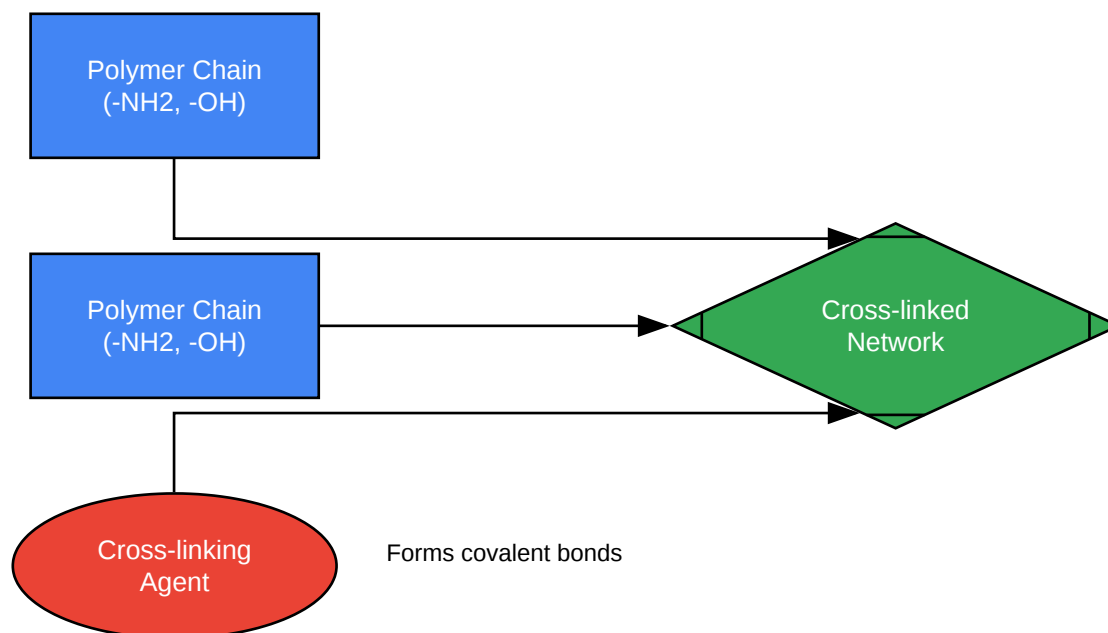 Polymer Chain
(-NH2, -OH)
Polymer Chain
(-NH2, -OH)
Cross-linked
Network
Cross-linking
Agent
Forms covalent bonds